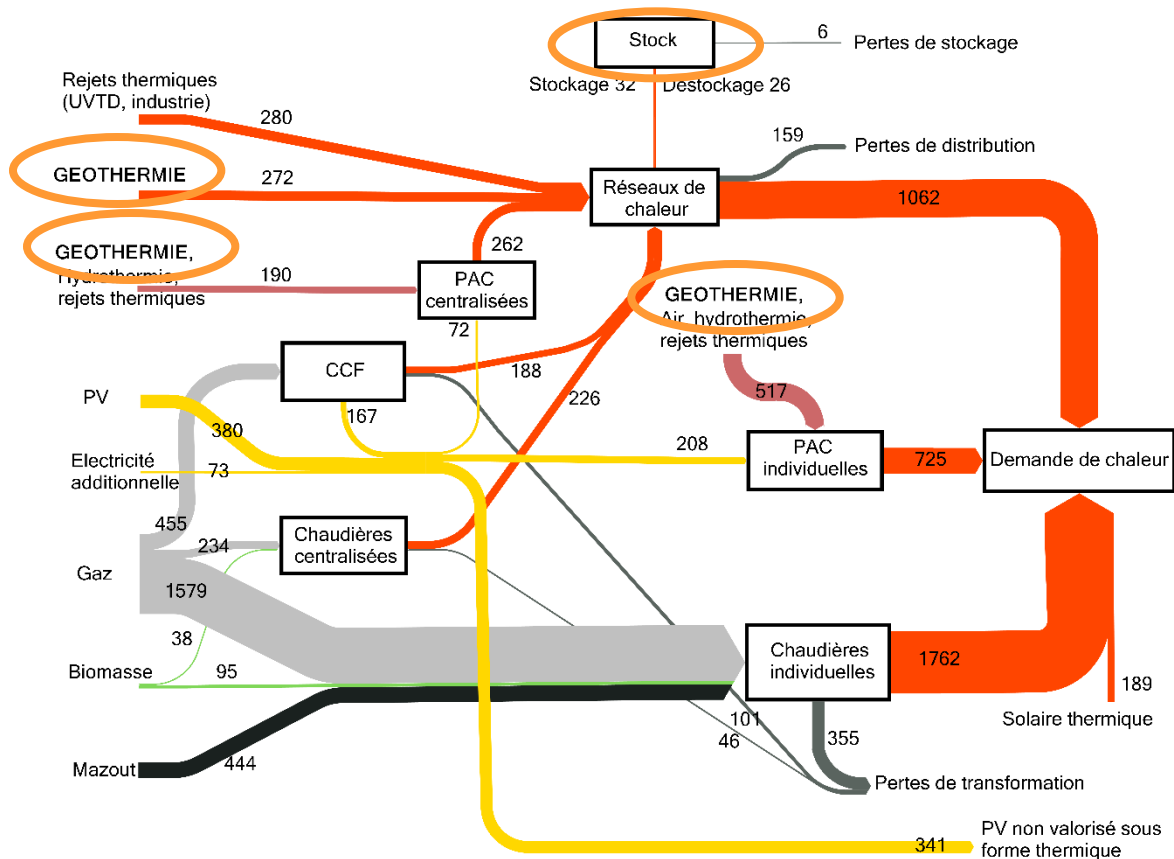 Stock
6
Pertes de stockage
Stockage 32
Destockage 26
Rejets thermiques
(UVTD, industrie)
280
159
Pertes de distribution
GEOTHERMIE
272
Réseaux de
chaleur
1062
GEOTHERMIE,
Hydrothermie,
rejets thermiques
190
262
PAC
centralisées
72
GEOTHERMIE,
Air, hydrothermie,
rejets thermiques
CCF
188
226
517
PV
380
167
208
PAC
individuelles
725
Demande de chaleur
Electricité
additionnelle
73
455
234
Chaudières
centralisées
Gaz
1579
38
Biomasse
95
Chaudières
individuelles
1762
189
Solaire thermique
101
46
355
Mazout
444
Pertes de transformation
341
PV non valorisé sous
forme thermique